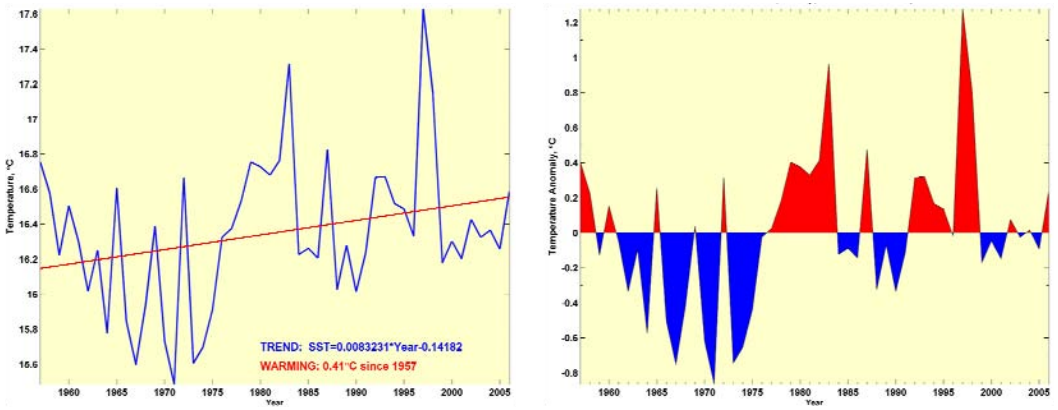 17.6
17.4
17.2
17
16.8
16.6
16.4
16.2
16
15.8
15.6
Temperature, °C
TREND: SST=0.0083231*Year-0.14182
WARMING: 0.41°C since 1957
1960 1965 1970 1975 1980 1985 1990 1995 2000 2005
Year
1.2
1
0.8
0.6
0.4
0.2
0
-0.2
-0.4
-0.6
-0.8
Temperature Anomaly, °C
1960 1965 1970 1975 1980 1985 1990 1995 2000 2005
Year